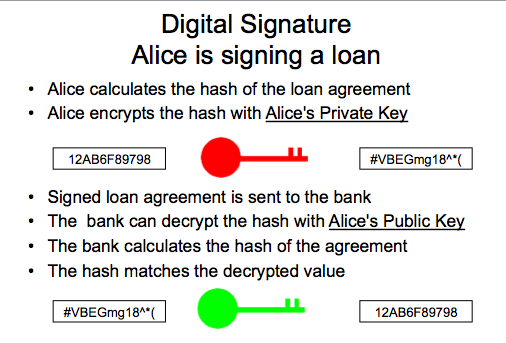 Digital Signature
Alice is signing a loan
• Alice calculates the hash of the loan agreement
• Alice encrypts the hash with Alice's Private Key
12AB6F89798 #VBEGmg18^*(
• Signed loan agreement is sent to the bank
• The  bank can decrypt the hash with Alice's Public Key
• The bank calculates the hash of the agreement
• The hash matches the decrypted value
#VBEGmg18^*( 12AB6F89798